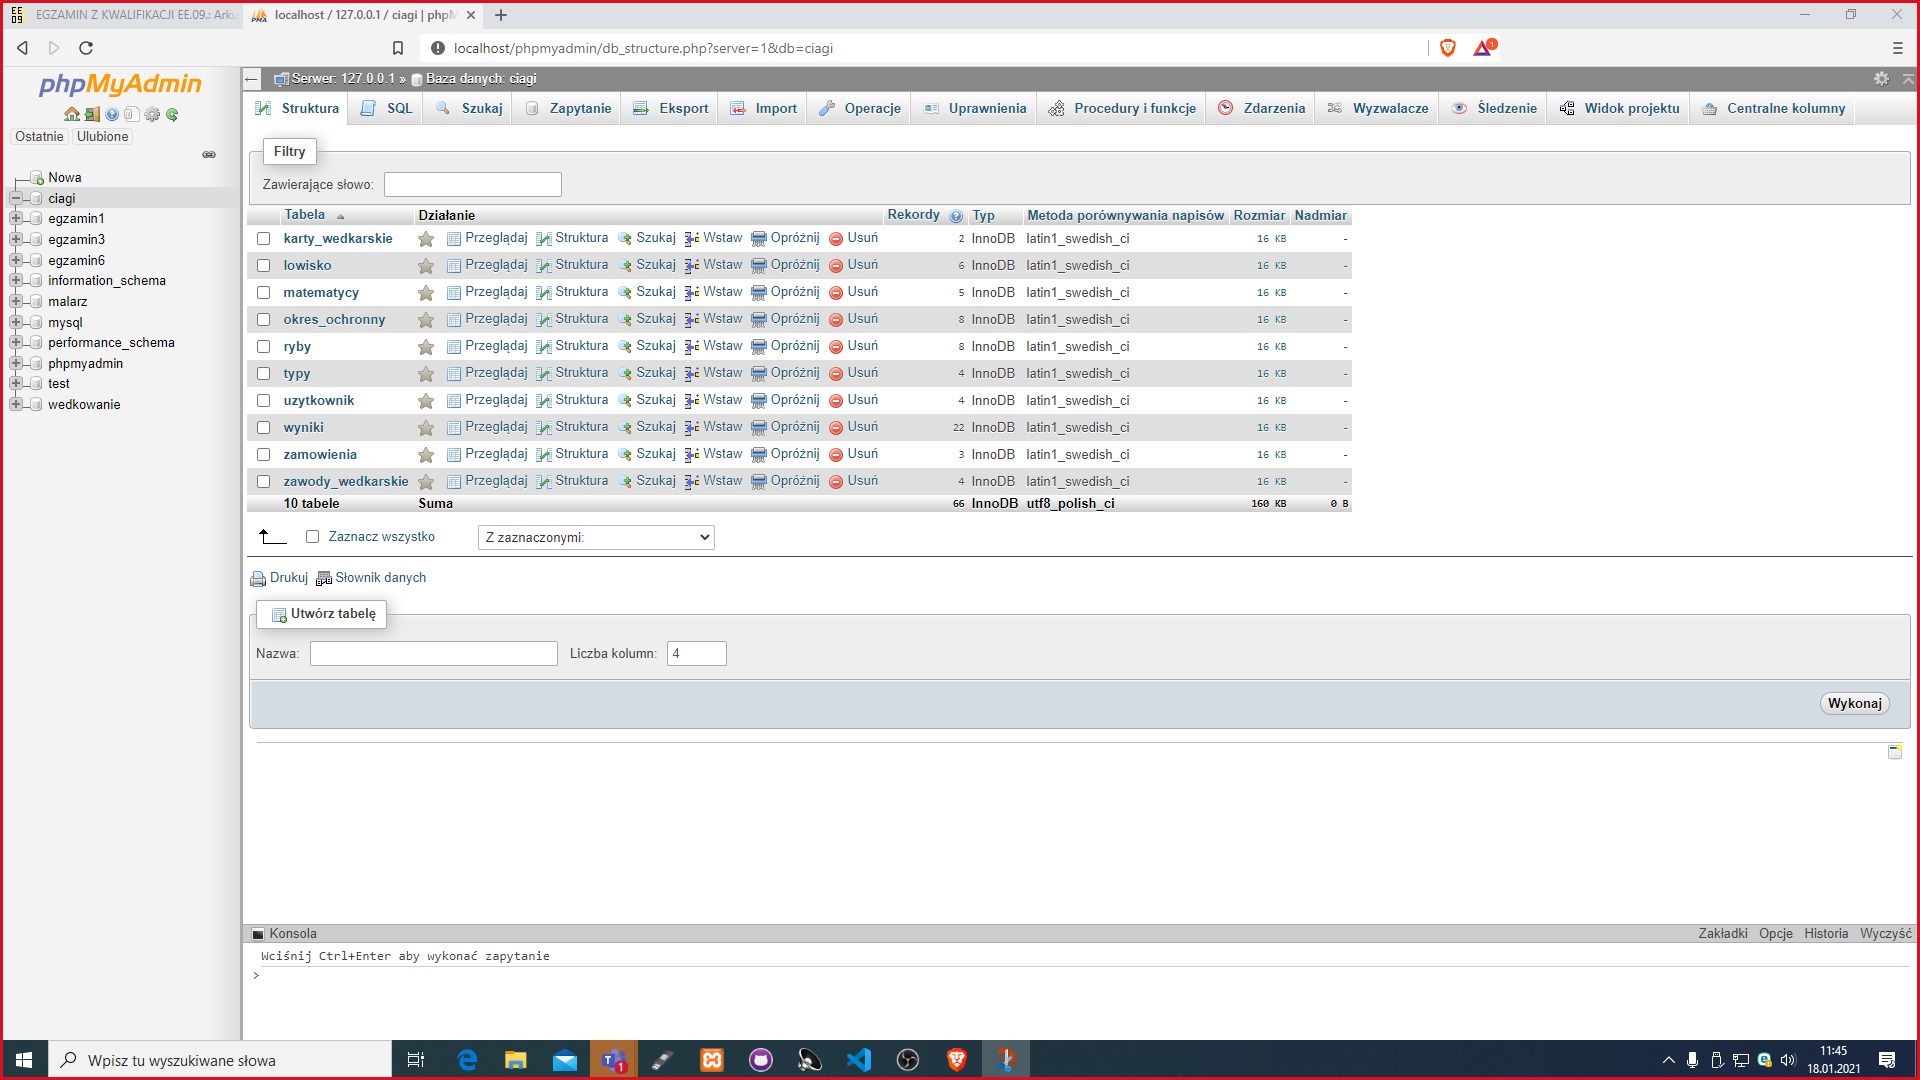 EE
09
EGZAMIN Z KWALIFIKACJI EE.09.: Arku
PMA
localhost / 127.0.0.1 / ciagi | phpM
localhost/phpmyadmin/db_structure.php?server=1&db=ciagi
1
phpMyAdmin
Ostatnie Ulubione
Nowa
ciagi
egzamin1
egzamin3
egzamin6
information_schema
malarz
mysql
performance_schema
phpmyadmin
test
wedkowanie
Serwer: 127.0.0.1 » Baza danych: ciagi
Struktura SQL Szukaj Zapytanie Eksport Import Operacje Uprawnienia Procedury i funkcje Zdarzenia Wyzwalacze Śledzenie Widok projektu Centralne kolumny
Filtry
Zawierające słowo:
Tabela Działanie Rekordy Typ Metoda porównywania napisów Rozmiar Nadmiar
karty_wedkarskie Przeglądaj Struktura Szukaj Wstaw Opróżnij Usuń 2 InnoDB latin1_swedish_ci 16 KB -
lowisko Przeglądaj Struktura Szukaj Wstaw Opróżnij Usuń 6 InnoDB latin1_swedish_ci 16 KB -
matematycy Przeglądaj Struktura Szukaj Wstaw Opróżnij Usuń 5 InnoDB latin1_swedish_ci 16 KB -
okres_ochronny Przeglądaj Struktura Szukaj Wstaw Opróżnij Usuń 8 InnoDB latin1_swedish_ci 16 KB -
ryby Przeglądaj Struktura Szukaj Wstaw Opróżnij Usuń 8 InnoDB latin1_swedish_ci 16 KB -
typy Przeglądaj Struktura Szukaj Wstaw Opróżnij Usuń 4 InnoDB latin1_swedish_ci 16 KB -
uzytkownik Przeglądaj Struktura Szukaj Wstaw Opróżnij Usuń 4 InnoDB latin1_swedish_ci 16 KB -
wyniki Przeglądaj Struktura Szukaj Wstaw Opróżnij Usuń 22 InnoDB latin1_swedish_ci 16 KB -
zamowienia Przeglądaj Struktura Szukaj Wstaw Opróżnij Usuń 3 InnoDB latin1_swedish_ci 16 KB -
zawody_wedkarskie Przeglądaj Struktura Szukaj Wstaw Opróżnij Usuń 4 InnoDB latin1_swedish_ci 16 KB -
10 tabele Suma 66 InnoDB utf8_polish_ci 160 KB 0 B
Zaznacz wszystko Z zaznaczonymi:
Drukuj Słownik danych
Utwórz tabelę
Nazwa: Liczba kolumn: 4
Wykonaj
Konsola Zakładki Opcje Historia Wyczyść
Wciśnij Ctrl+Enter aby wykonać zapytanie
>
Wpisz tu wyszukiwane słowa
1
11:45
18.01.2021